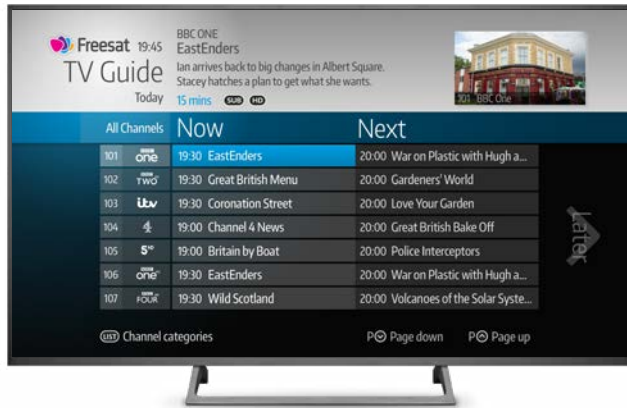 Freesat 19:45
TV Guide
Today
BBC ONE
EastEnders
Ian arrives back to big changes in Albert Square.
Stacey hatches a plan to get what she wants.
15 mins SUB HD
101 BBC One
All Channels Now Next
101 BBC one 19:30 EastEnders 20:00 War on Plastic with Hugh a...
102 BBC TWO 19:30 Great British Menu 20:00 Gardeners' World
103 itv 19:30 Coronation Street 20:00 Love Your Garden
104 4 19:00 Channel 4 News 20:00 Great British Bake Off
105 5 19:00 Britain by Boat 20:00 Police Interceptors
106 BBC one 19:30 EastEnders 20:00 War on Plastic with Hugh a...
107 BBC FOUR 19:30 Wild Scotland 20:00 Volcanoes of the Solar Syste...
Later
LIST Channel categories P Page down P Page up